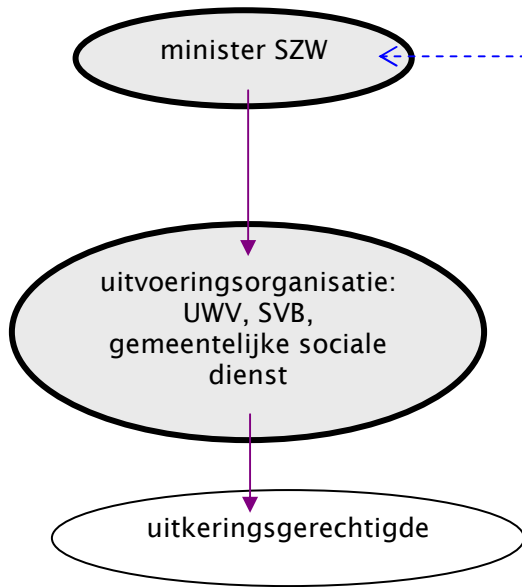 minister SZW
uitvoeringsorganisatie:
UWV, SVB,
gemeentelijke sociale
dienst
uitkeringsgerechtigde